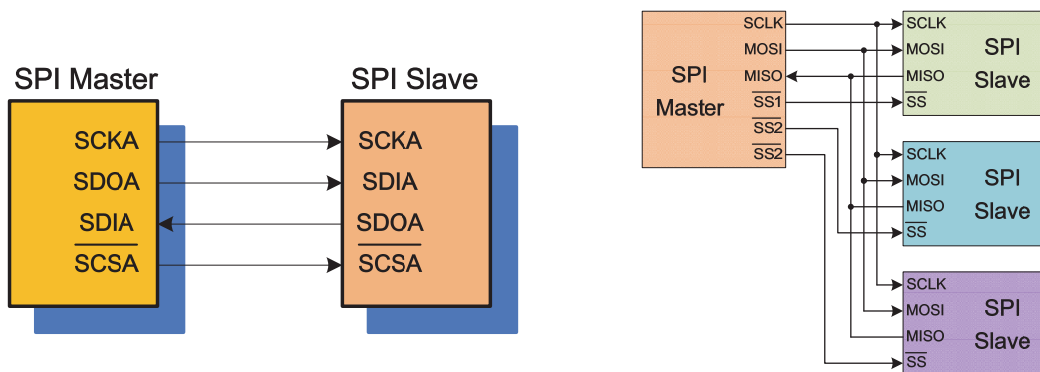 SPI Master
SCKA
SDOA
SDIA
SCSA
SPI Slave
SCKA
SDIA
SDOA
SCSA
SPI
Master
SCLK
MOSI
MISO
SS1
SS2
SS2
SCLK
MOSI
MISO
SS
SPI
Slave
SCLK
MOSI
MISO
SS
SPI
Slave
SCLK
MOSI
MISO
SS
SPI
Slave